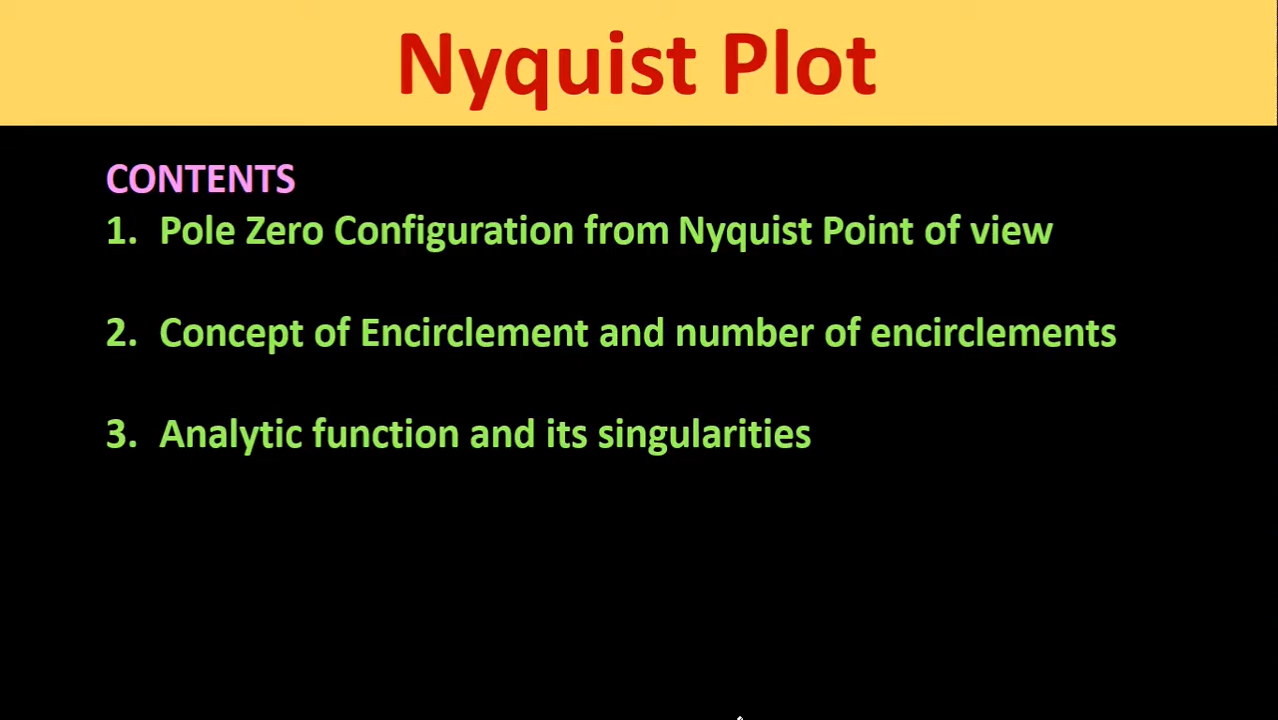 Nyquist Plot
CONTENTS
1. Pole Zero Configuration from Nyquist Point of view
2. Concept of Encirclement and number of encirclements
3. Analytic function and its singularities